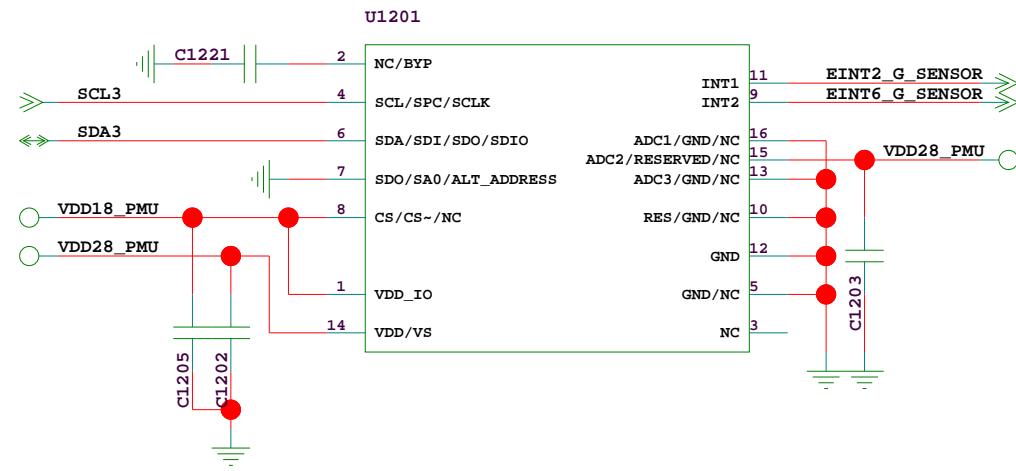 U1201
C1221
2
NC/BYP
SCL3
4
SCL/SPC/SCLK
SDA3
6
SDA/SDI/SDO/SDIO
7
SDO/SA0/ALT_ADDRESS
VDD18_PMU
8
CS/CS~/NC
VDD28_PMU
1
VDD_IO
14
VDD/VS
C1205
C1202
INT1
11
EINT2_G_SENSOR
INT2
9
EINT6_G_SENSOR
ADC1/GND/NC
16
ADC2/RESERVED/NC
15
VDD28_PMU
ADC3/GND/NC
13
RES/GND/NC
10
GND
12
GND/NC
5
NC
3
C1203